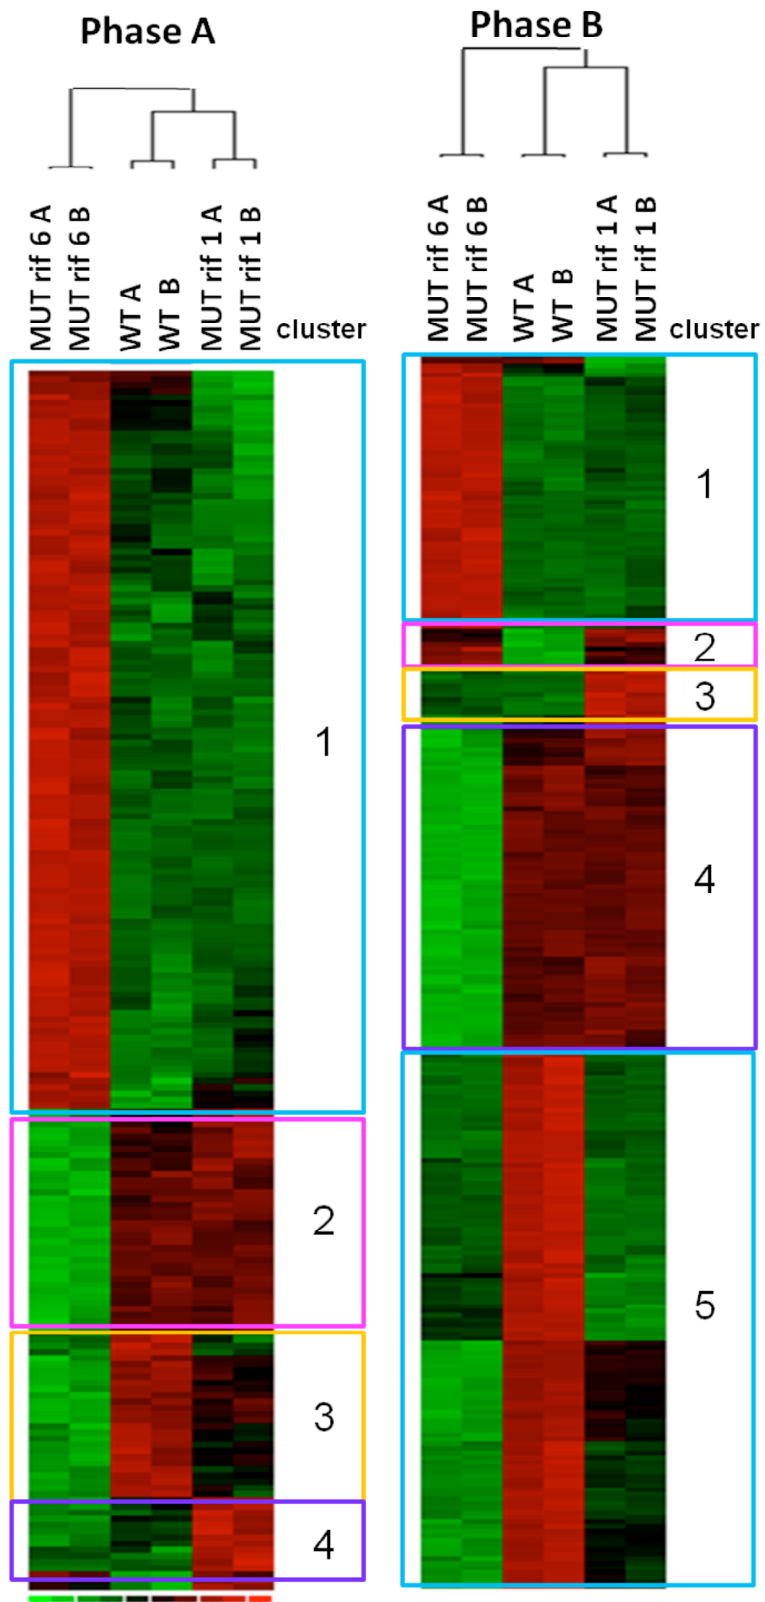 Phase A
MUT rif 6 A
MUT rif 6 B
WT A
WT B
MUT rif 1 A
MUT rif 1 B
cluster
1
2
3
4
Phase B
MUT rif 6 A
MUT rif 6 B
WT A
WT B
MUT rif 1 A
MUT rif 1 B
cluster
1
2
3
4
5